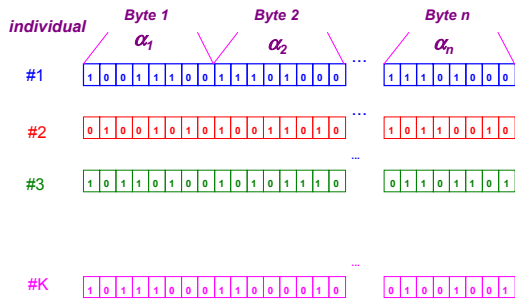 individual Byte 1 Byte 2 Byte n
α1 α2 αn
...
#1 1 0 0 1 1 1 0 0 1 1 1 0 1 0 0 0 1 1 1 0 1 0 0 0
...
#2 0 1 0 0 1 0 1 0 1 0 0 1 1 0 1 0 1 0 1 1 0 0 1 0
...
#3 1 0 1 1 0 1 0 0 1 0 1 0 1 1 1 0 0 1 1 0 1 1 0 1
...
#K 1 0 1 1 1 1 0 0 1 1 0 0 0 0 1 0 0 1 0 0 1 0 0 1